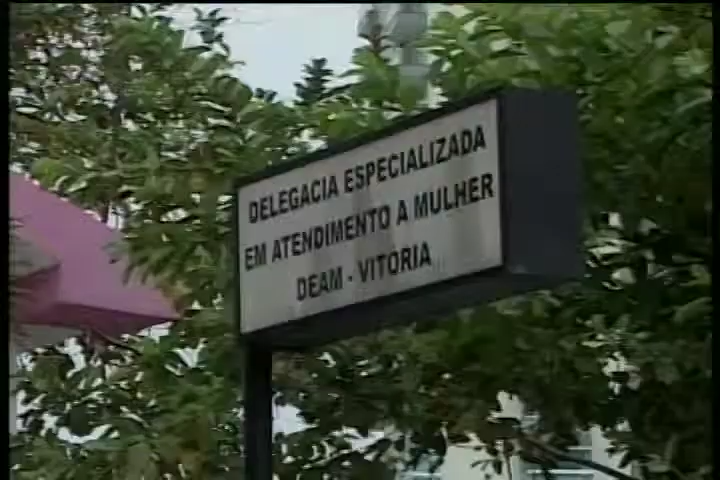 DELEGACIA ESPECIALIZADA
EM ATENDIMENTO A MULHER
DEAM - VITORIA